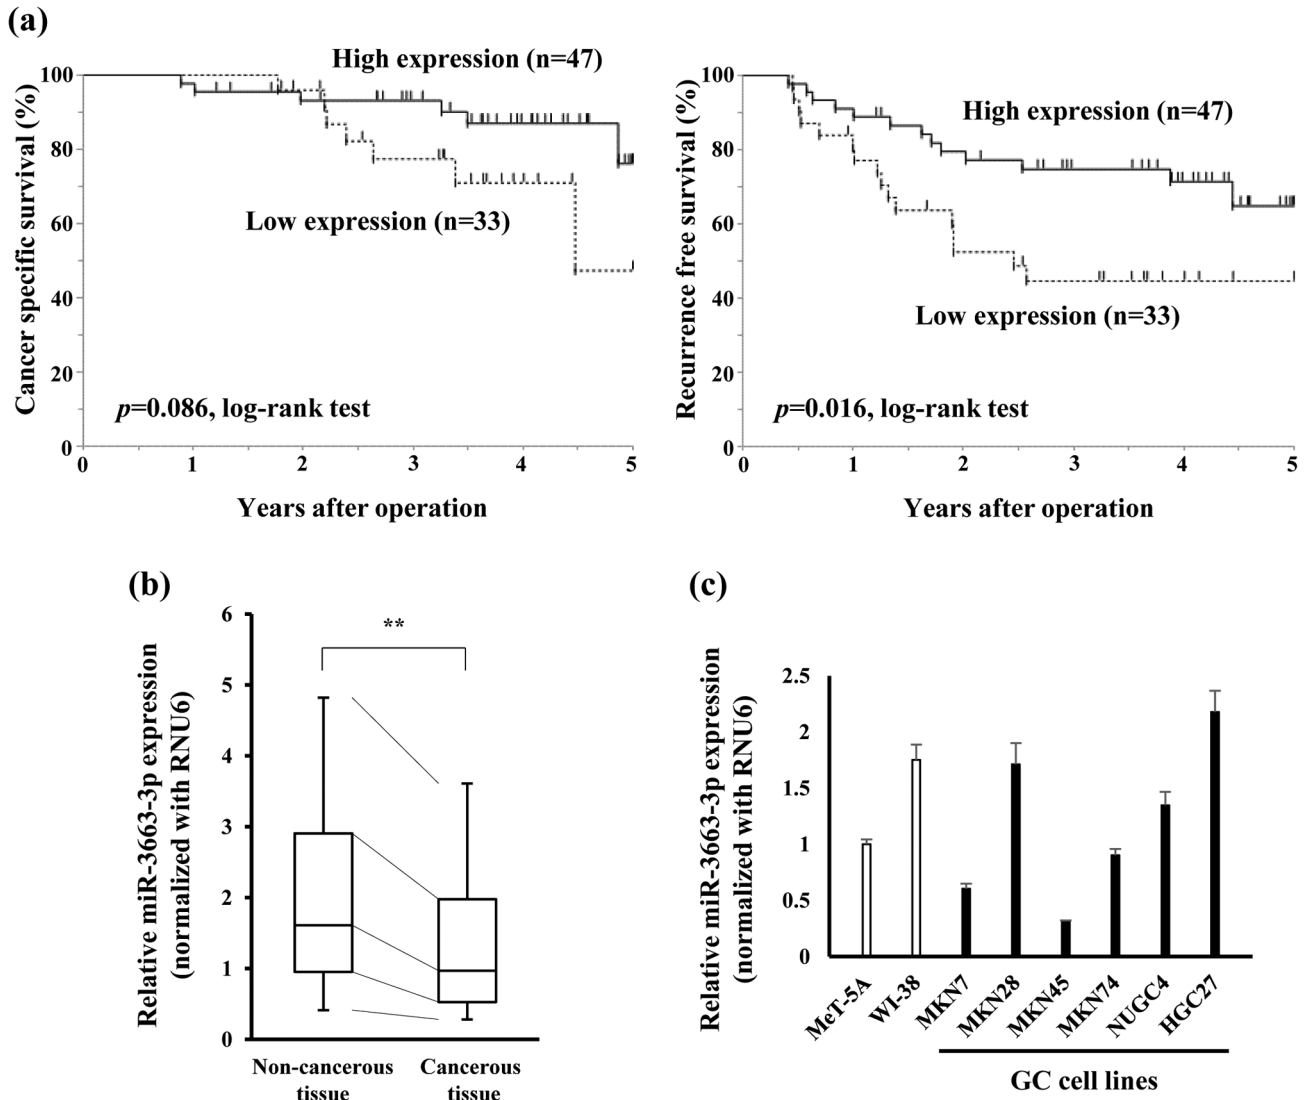 (a)
High expression (n=47)
Low expression (n=33)
p=0.086, log-rank test
Cancer specific survival (%)
100
80
60
40
20
0
0 1 2 3 4 5
Years after operation
High expression (n=47)
Low expression (n=33)
p=0.016, log-rank test
Recurrence free survival (%)
100
80
60
40
20
0
0 1 2 3 4 5
Years after operation
(b)
**
Relative miR-3663-3p expression
(normalized with RNU6)
6
5
4
3
2
1
0
Non-cancerous
tissue
Cancerous
tissue
(c)
Relative miR-3663-3p expression
(normalized with RNU6)
2.5
2
1.5
1
0.5
0
MeT-5A
WI-38
MKN7
MKN28
MKN45
MKN74
NUGC4
HGC27
GC cell lines